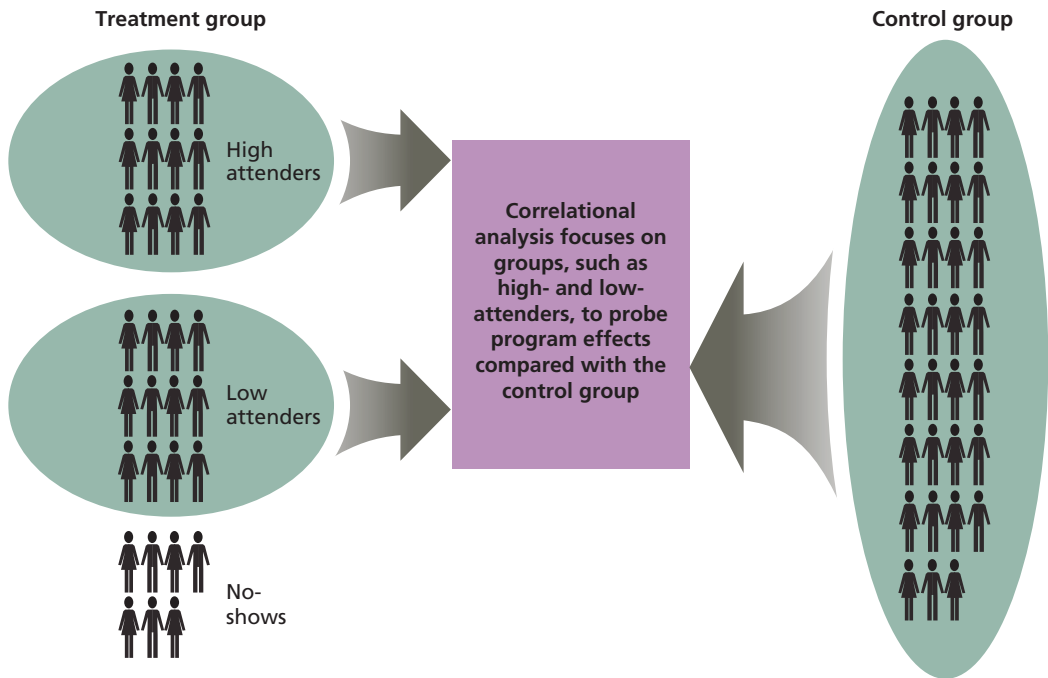 Treatment group
Control group
High
attenders
Correlational
analysis focuses on
groups, such as
high- and low-
attenders, to probe
program effects
compared with the
control group
Low
attenders
No-
shows